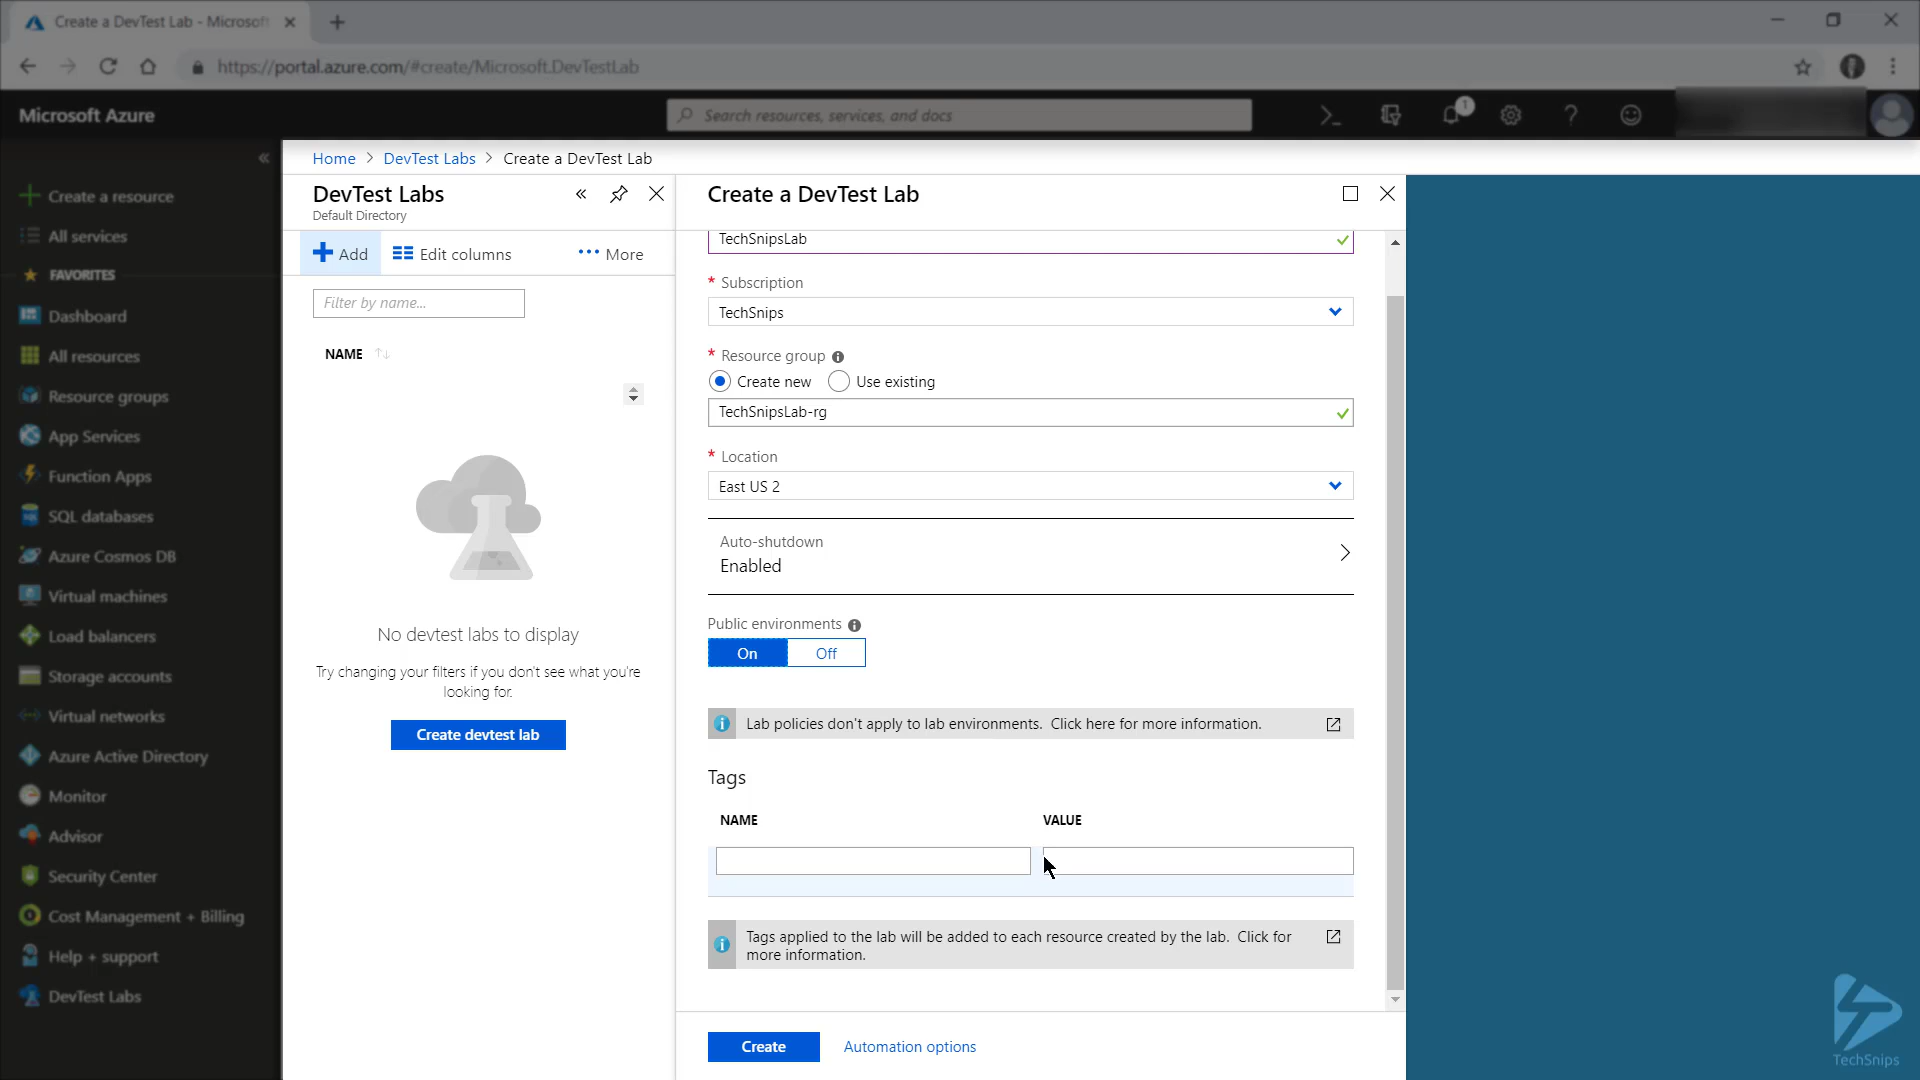 Create a DevTest Lab - Microsoft
https://portal.azure.com/#create/Microsoft.DevTestLab
Microsoft Azure
Search resources, services, and docs
1
Create a resource
All services
FAVORITES
Dashboard
All resources
Resource groups
App Services
Function Apps
SQL databases
Azure Cosmos DB
Virtual machines
Load balancers
Storage accounts
Virtual networks
Azure Active Directory
Monitor
Advisor
Security Center
Cost Management + Billing
Help + support
DevTest Labs
Home > DevTest Labs > Create a DevTest Lab
DevTest Labs
Default Directory
Add
Edit columns
More
Filter by name...
NAME
No devtest labs to display
Try changing your filters if you don't see what you're
looking for.
Create devtest lab
Create a DevTest Lab
TechSnipsLab
* Subscription
TechSnips
* Resource group
Create new
Use existing
TechSnipsLab-rg
* Location
East US 2
Auto-shutdown
Enabled
Public environments
On
Off
Lab policies don't apply to lab environments. Click here for more information.
Tags
NAME
VALUE
Tags applied to the lab will be added to each resource created by the lab. Click for
more information.
Create
Automation options
TechSnips